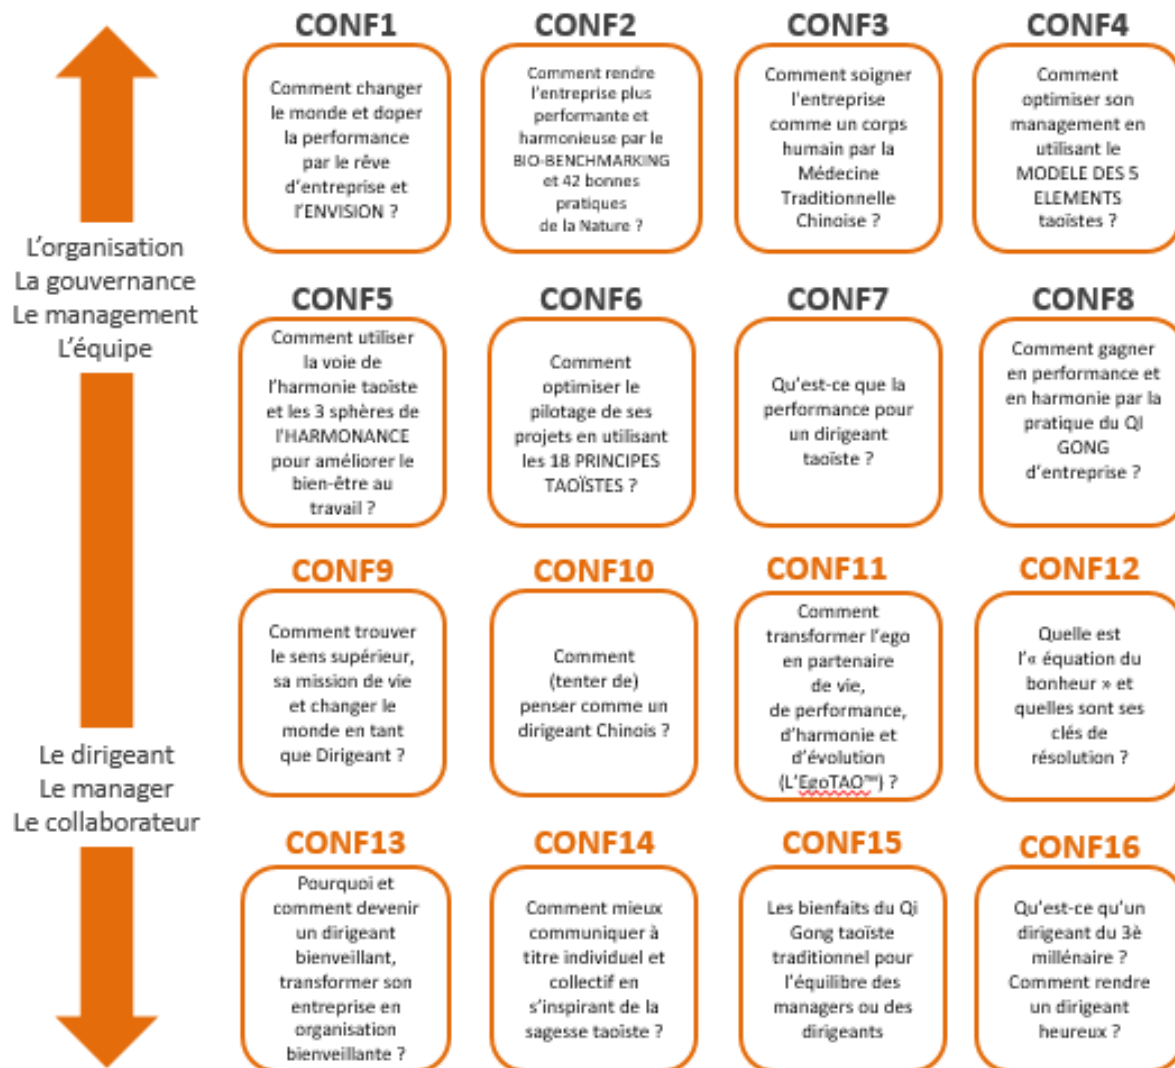 CONF1
Comment changer
le monde et doper
la performance
par le rêve
d'entreprise et
l'ENVISION ?
CONF2
Comment rendre
l'entreprise plus
performante et
harmonieuse par le
BIO-BENCHMARKING
et 42 bonnes
pratiques
de la Nature ?
CONF3
Comment soigner
l'entreprise
comme un corps
humain par la
Médecine
Traditionnelle
Chinoise ?
CONF4
Comment
optimiser son
management en
utilisant le
MODELE DES 5
ELEMENTS
taoïstes ?
L'organisation
La gouvernance
Le management
L'équipe
CONF5
Comment utiliser
la voie de
l'harmonie taoïste
et les 3 sphères de
l'HARMONANCE
pour améliorer le
bien-être au
travail ?
CONF6
Comment
optimiser le
pilotage de ses
projets en utilisant
les 18 PRINCIPES
TAOÏSTES ?
CONF7
Qu'est-ce que la
performance pour
un dirigeant
taoïste ?
CONF8
Comment gagner
en performance et
en harmonie par la
pratique du QI
GONG
d'entreprise ?
CONF9
Comment trouver
le sens supérieur,
sa mission de vie
et changer le
monde en tant
que Dirigeant ?
CONF10
Comment
(tenter de)
penser comme un
dirigeant Chinois ?
CONF11
Comment
transformer l'ego
en partenaire
de vie,
de performance,
d'harmonie et
d'évolution
(L'EgoTAO™) ?
CONF12
Quelle est
l'« équation du
bonheur » et
quelles sont ses
clés de
résolution ?
Le dirigeant
Le manager
Le collaborateur
CONF13
Pourquoi et
comment devenir
un dirigeant
bienveillant,
transformer son
entreprise en
organisation
bienveillante ?
CONF14
Comment mieux
communiquer à
titre individuel et
collectif en
s'inspirant de la
sagesse taoïste ?
CONF15
Les bienfaits du Qi
Gong taoïste
traditionnel pour
l'équilibre des
managers ou des
dirigeants
CONF16
Qu'est-ce qu'un
dirigeant du 3è
millénaire ?
Comment rendre
un dirigeant
heureux ?